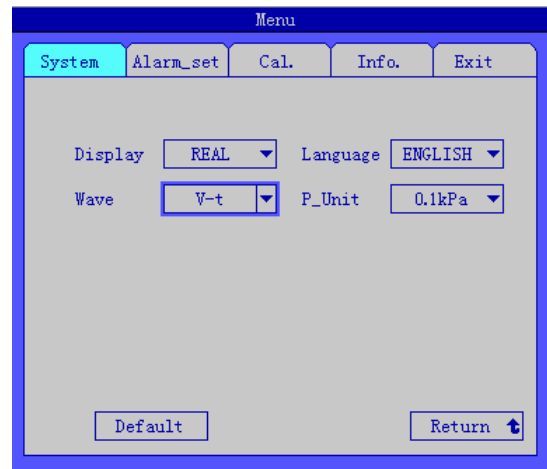 Menu
System Alarm_set Cal. Info. Exit
Display REAL Language ENGLISH
Wave V-t P_Unit 0.1kPa
Default Return